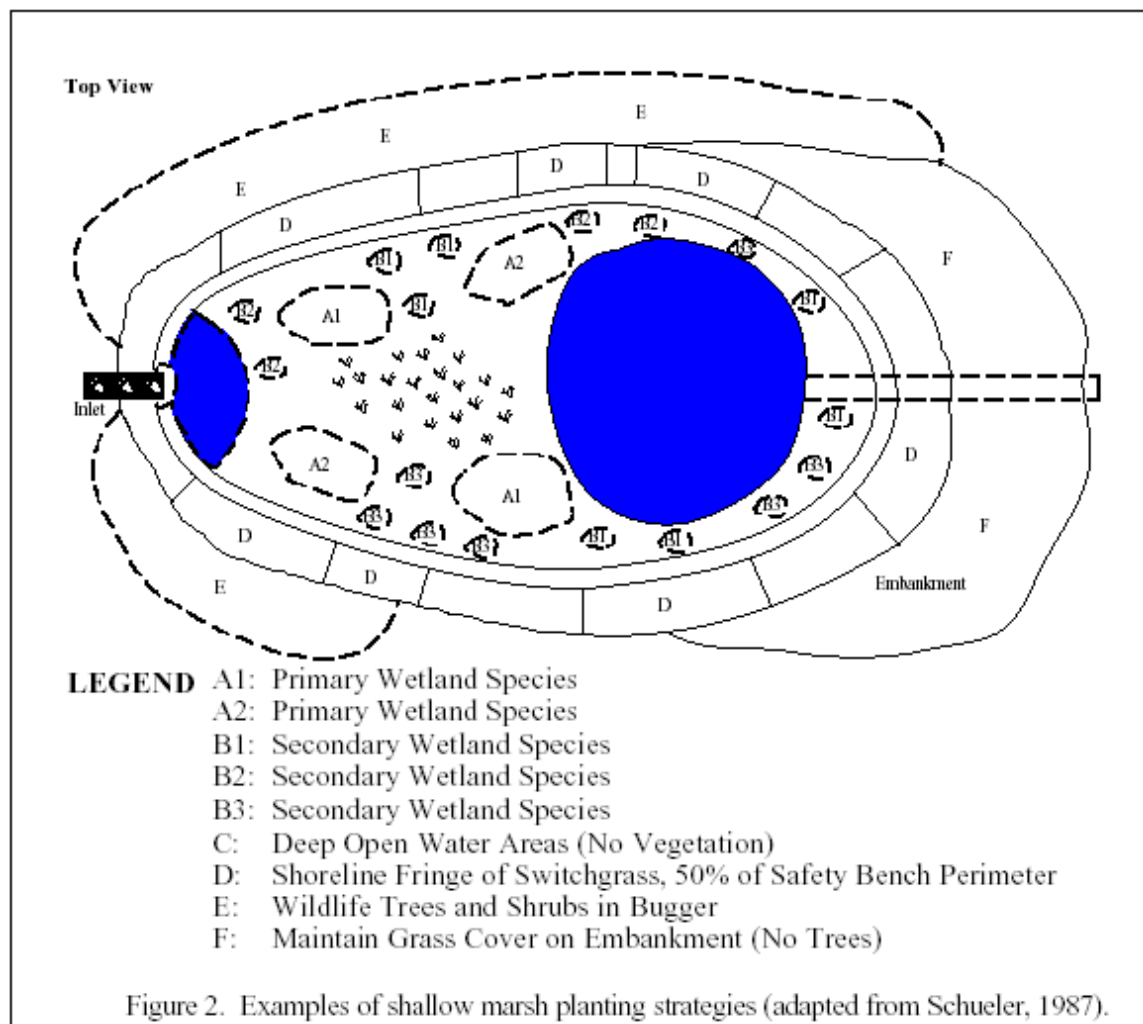 Top View
E
E
D
D
E
D
B2
B2
B1
B3
B1
A2
F
B1
B1
B2
A1
B2
Inlet
B1
D
A2
B3
B3
A1
B3
B3
F
D
B3
B1
B1
B3
D
E
Embankment
D
LEGEND A1: Primary Wetland Species
A2: Primary Wetland Species
B1: Secondary Wetland Species
B2: Secondary Wetland Species
B3: Secondary Wetland Species
C: Deep Open Water Areas (No Vegetation)
D: Shoreline Fringe of Switchgrass, 50% of Safety Bench Perimeter
E: Wildlife Trees and Shrubs in Bugger
F: Maintain Grass Cover on Embankment (No Trees)
Figure 2. Examples of shallow marsh planting strategies (adapted from Schueler, 1987).